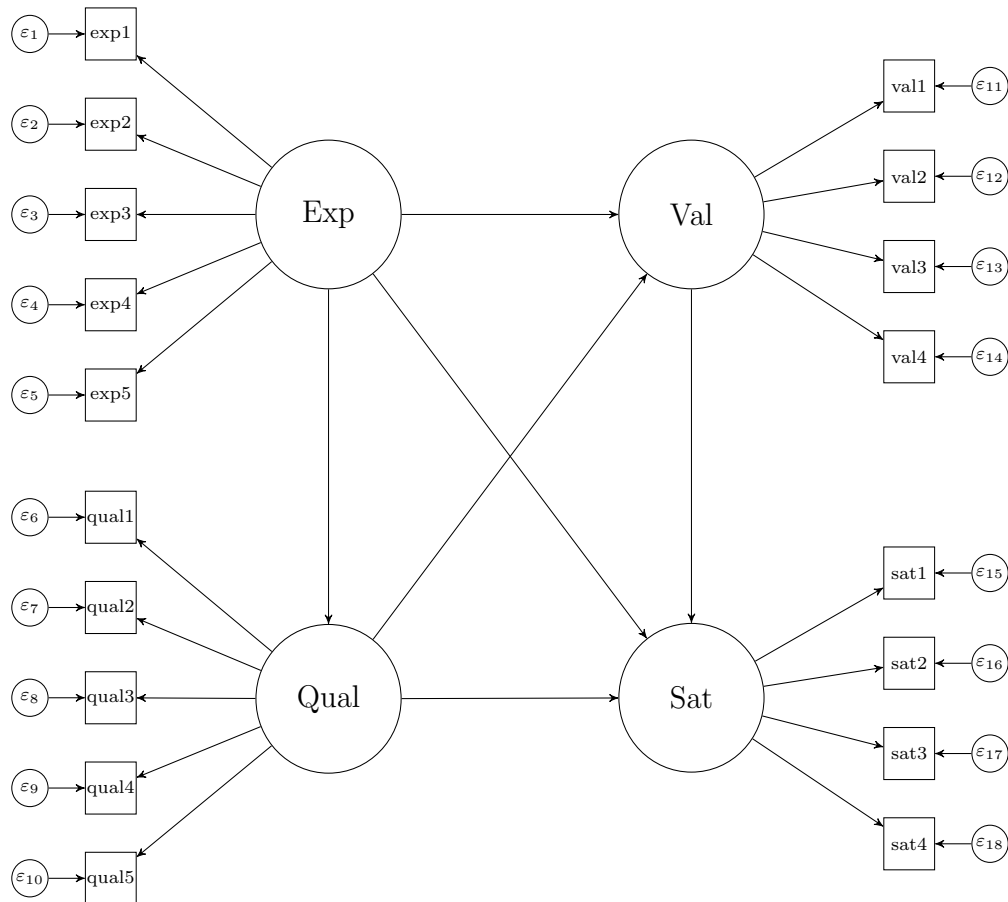 ε1 exp1
ε2 exp2
ε3 exp3
ε4 exp4
ε5 exp5
Exp
Val
val1 ε11
val2 ε12
val3 ε13
val4 ε14
ε6 qual1
ε7 qual2
ε8 qual3
ε9 qual4
ε10 qual5
Qual
Sat
sat1 ε15
sat2 ε16
sat3 ε17
sat4 ε18